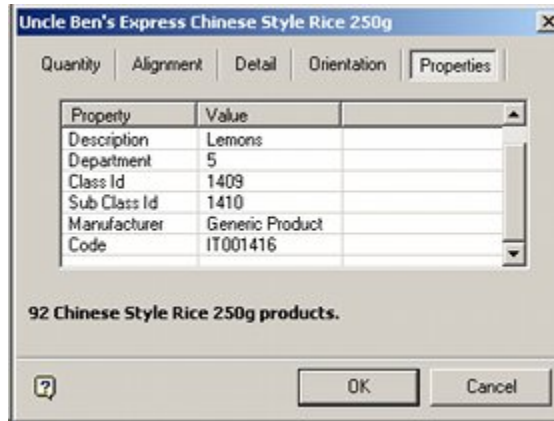 Uncle Ben's Express Chinese Style Rice 250g
Quantity Alignment Detail Orientation Properties
Property Value
Description Lemons
Department 5
Class Id 1409
Sub Class Id 1410
Manufacturer Generic Product
Code IT001416
92 Chinese Style Rice 250g products.
? OK Cancel